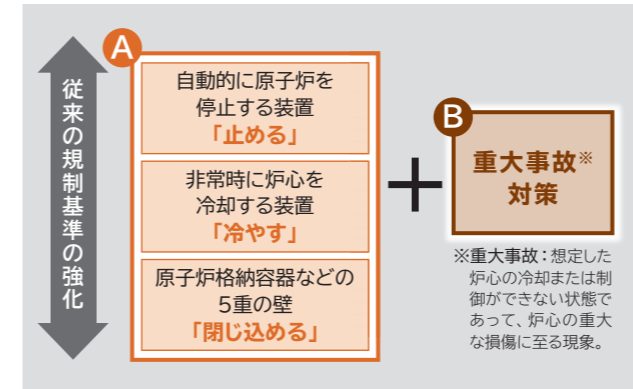 従来の規制基準の強化
A
自動的に原子炉を
停止する装置
「止める」
非常時に炉心を
冷却する装置
「冷やす」
原子炉格納容器などの
5重の壁
「閉じ込める」
+
B
重大事故※
対策
※重大事故：想定した
炉心の冷却または制
御ができない状態で
あって、炉心の重大
な損傷に至る現象。